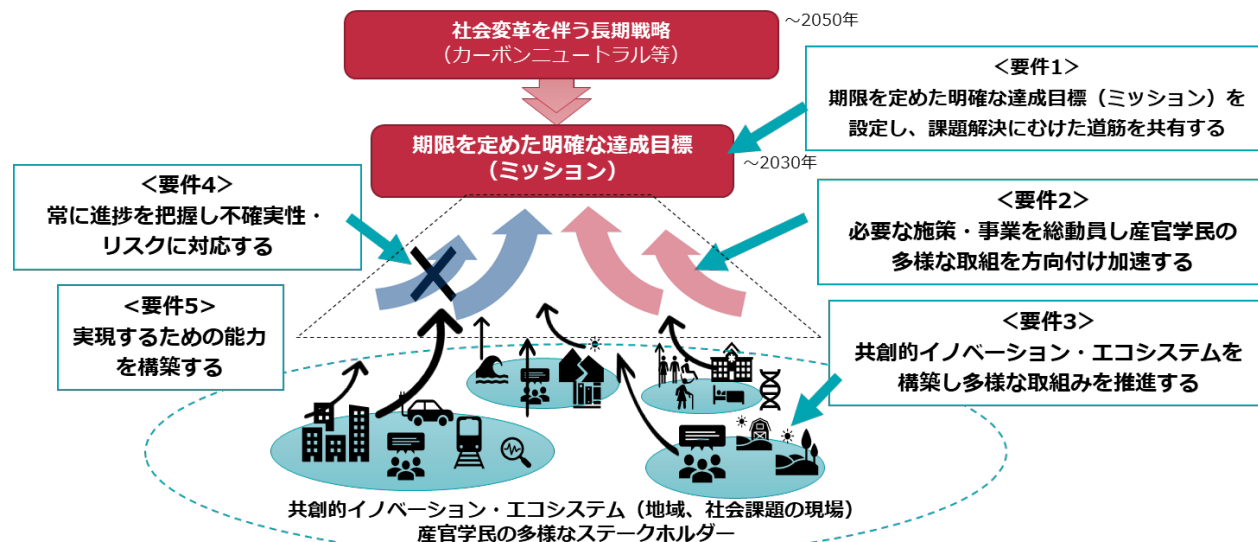 社会変革を伴う長期戦略
(カーボンニュートラル等)
~2050年
<要件1>
期限を定めた明確な達成目標(ミッション)を
設定し、課題解決にむけた道筋を共有する
期限を定めた明確な達成目標
(ミッション)
~2030年
<要件4>
常に進捗を把握し不確実性・
リスクに対応する
<要件2>
必要な施策・事業を総動員し産官学民の
多様な取組を方向付け加速する
<要件5>
実現するための能力
を構築する
<要件3>
共創的イノベーション・エコシステムを
構築し多様な取組みを推進する
共創的イノベーション・エコシステム(地域、社会課題の現場)
産官学民の多様なステークホルダー